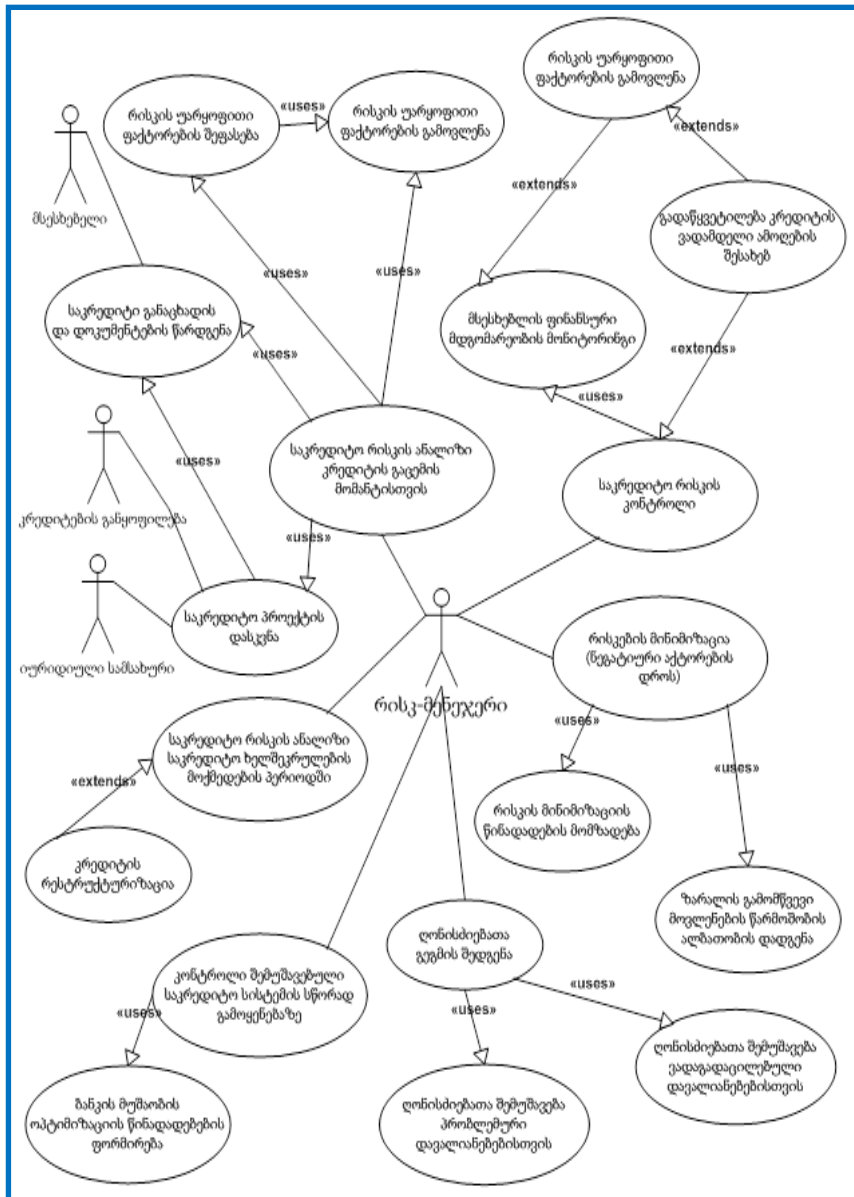 რისკის უარყოფითი
ფაქტორების გამოვლენა
რისკის უარყოფითი
ფაქტორების შეფასება
«uses»
რისკის უარყოფითი
ფაქტორების გამოვლენა
«extends»
«extends»
მსესხებელი
გადაწყვეტილება კრედიტის
ვადამდელი ამოღების
შესახებ
«uses»
«uses»
საკრედიტი განაცხადის
და დოკუმენტების წარდგენა
მსესხებლის ფინანსური
მდგომარეობის მონიტორინგი
«uses»
«extends»
«uses»
საკრედიტო რისკის ანალიზი
კრედიტის გაცემის
მომანტისთვის
«uses»
საკრედიტო რისკის
კონტროლი
კრედიტების განყოფილება
«uses»
საკრედიტო პროექტის
დასკვნა
იურიდიული სამსახური
რისკების მინიმიზაცია
(ნეგატიური აქტორების
დროს)
რისკ-მენეჯერი
«uses»
საკრედიტო რისკის ანალიზი
საკრედიტო ხელშეკრულების
მოქმედების პერიოდში
«extends»
«uses»
რისკის მინიმიზაციის
წინადადების მომზადება
კრედიტის
რესტრუქტურიზაცია
ზარალის გამომწვევი
მოვლენების წარმოშობის
ალბათობის დადგენა
ღონისძიებათა
გეგმის შედგენა
კონტროლი შემუშავებული
საკრედიტო სისტემის სწორად
გამოყენებაზე
«uses»
«uses»
«uses»
ღონისძიებათა შემუშავება
ვადაგადაცილებული
დავალიანებებისთვის
ბანკის მუშაობის
ოპტიმიზაციის წინადადებების
ფორმირება
ღონისძიებათა შემუშავება
პრობლემური
დავალიანებებისთვის